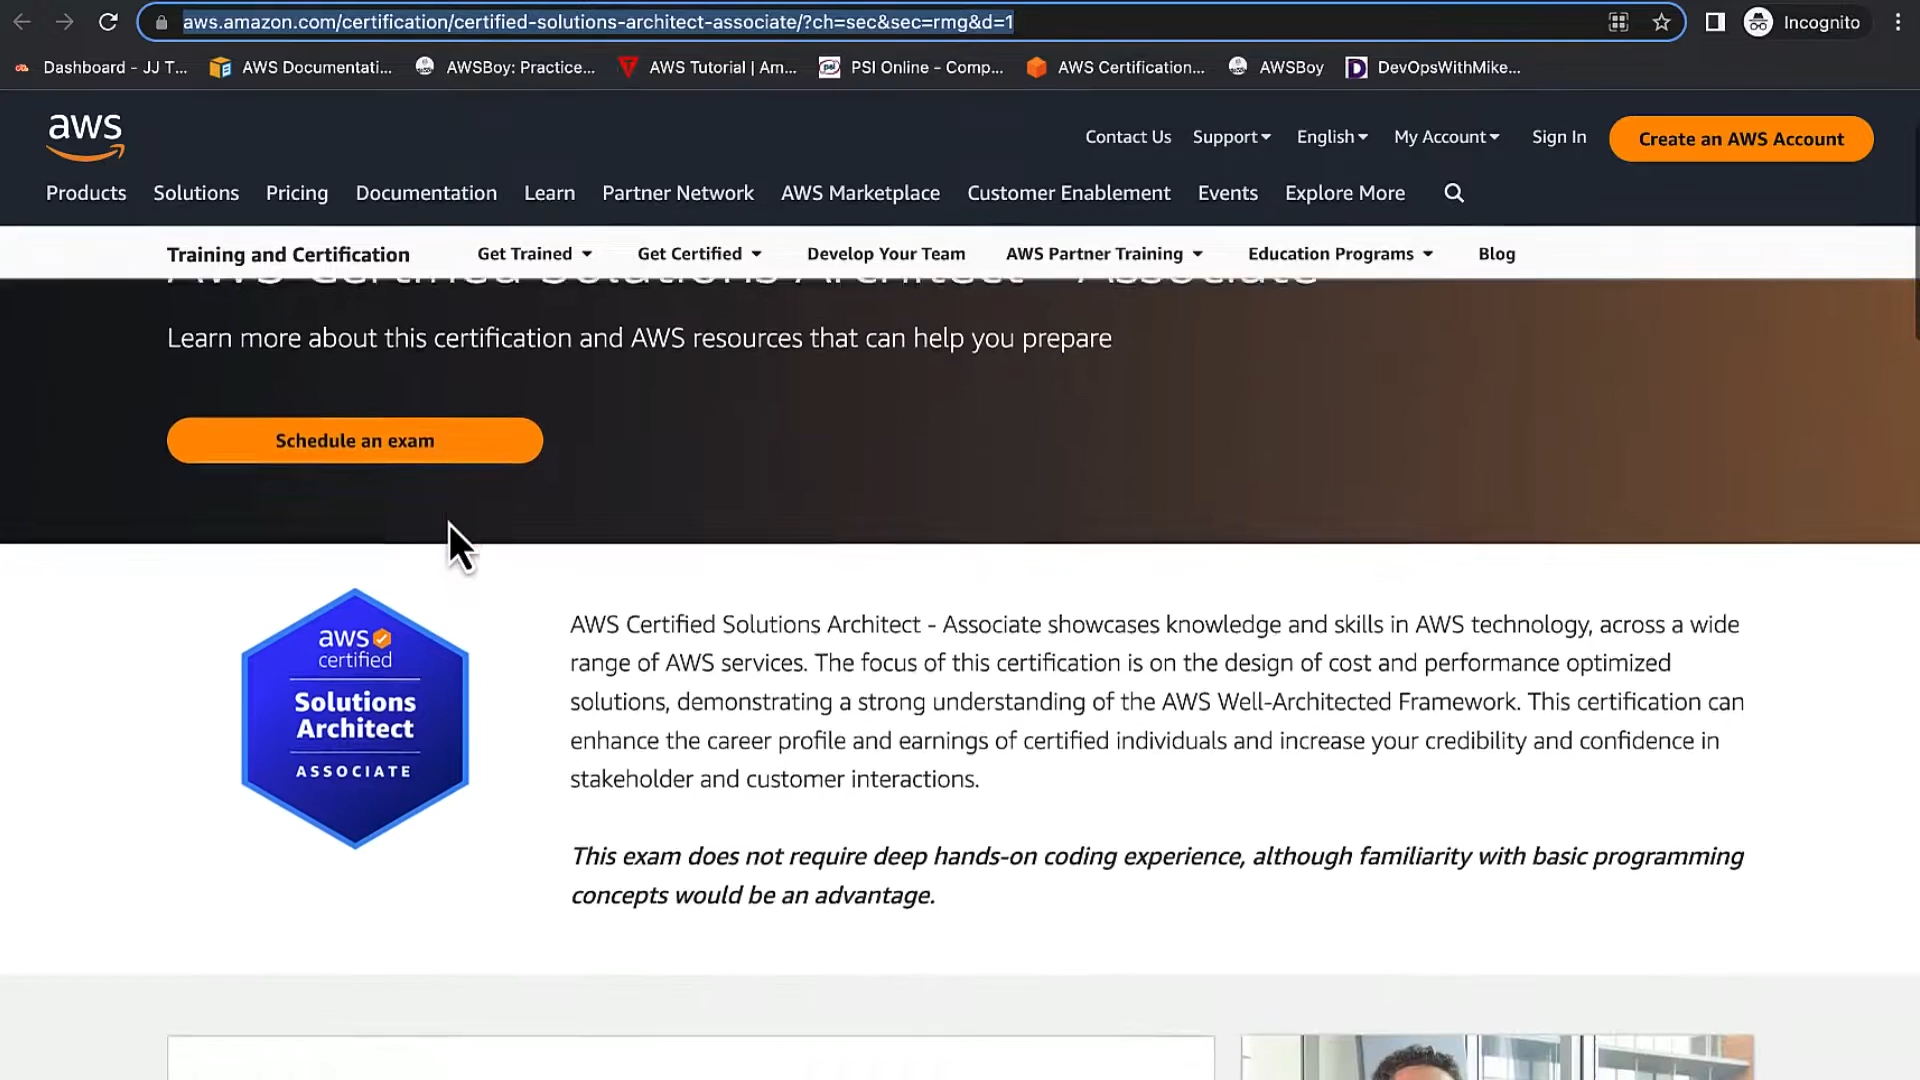 aws.amazon.com/certification/certified-solutions-architect-associate/?ch=sec&sec=rmg&d=1
Incognito
Dashboard - JJ T...
AWS Documentati...
AWSBoy: Practice...
AWS Tutorial | Am...
psi
PSI Online - Comp...
AWS Certification...
AWSBoy
DevOpsWithMike...
aws
Contact Us
Support
English
My Account
Sign In
Create an AWS Account
Products
Solutions
Pricing
Documentation
Learn
Partner Network
AWS Marketplace
Customer Enablement
Events
Explore More
Training and Certification
Get Trained
Get Certified
Develop Your Team
AWS Partner Training
Education Programs
Blog
AWS Certified Solutions Architect - Associate
Learn more about this certification and AWS resources that can help you prepare
Schedule an exam
aws
certified
Solutions
Architect
ASSOCIATE
AWS Certified Solutions Architect - Associate showcases knowledge and skills in AWS technology, across a wide
range of AWS services. The focus of this certification is on the design of cost and performance optimized
solutions, demonstrating a strong understanding of the AWS Well-Architected Framework. This certification can
enhance the career profile and earnings of certified individuals and increase your credibility and confidence in
stakeholder and customer interactions.
This exam does not require deep hands-on coding experience, although familiarity with basic programming
concepts would be an advantage.